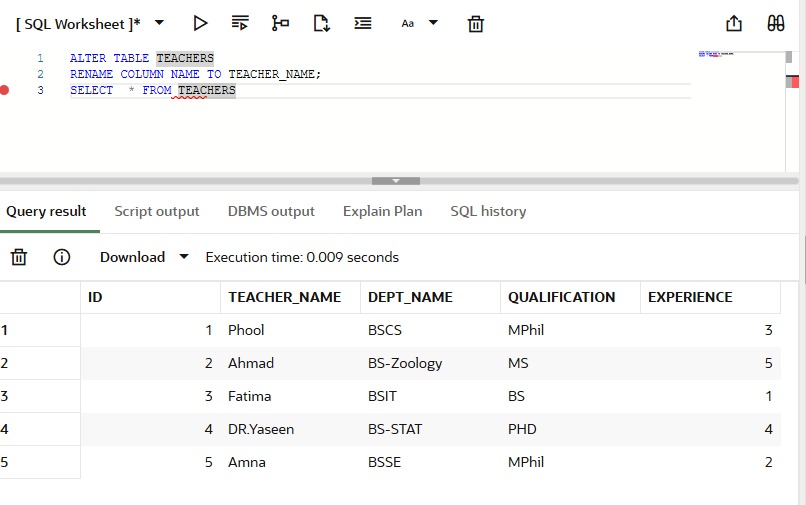 [ SQL Worksheet ]* Aa
1 ALTER TABLE TEACHERS
2 RENAME COLUMN NAME TO TEACHER_NAME;
3 SELECT * FROM TEACHERS
Query result Script output DBMS output Explain Plan SQL history
Download Execution time: 0.009 seconds
ID TEACHER_NAME DEPT_NAME QUALIFICATION EXPERIENCE
1 1 Phool BSCS MPhil 3
2 2 Ahmad BS-Zoology MS 5
3 3 Fatima BSIT BS 1
4 4 DR.Yaseen BS-STAT PHD 4
5 5 Amna BSSE MPhil 2